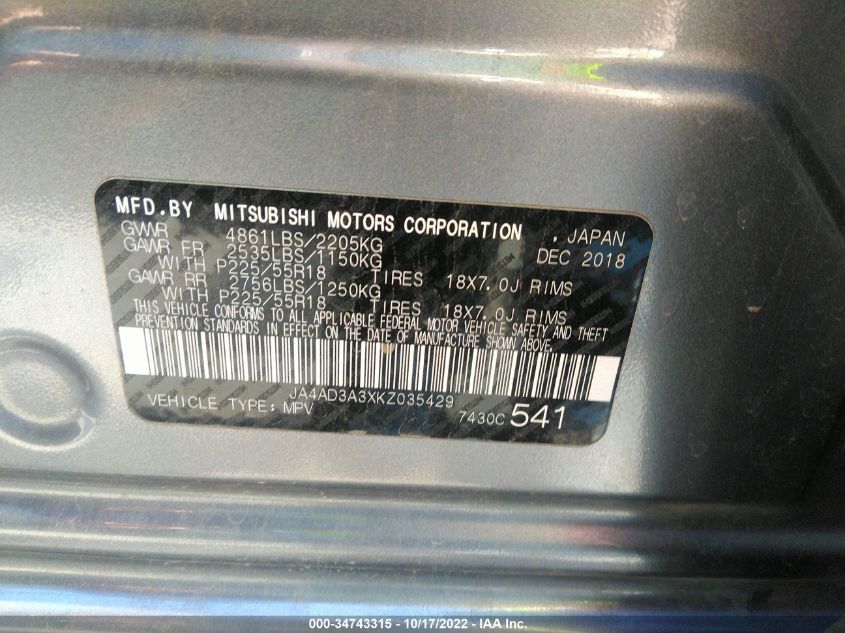 MFD.BY MITSUBISHI MOTORS CORPORATION , JAPAN
GVWR 4861LBS/2205KG DEC 2018
GAWR FR 2535LBS/1150KG
WITH P225/55R18 TIRES 18X7.0J RIMS
GAWR RR 2756LBS/1250KG
WITH P225/55R18 TIRES 18X7.0J RIMS
THIS VEHICLE CONFORMS TO ALL APPLICABLE FEDERAL MOTOR VEHICLE SAFETY AND THEFT
PREVENTION STANDARDS IN EFFECT ON THE DATE OF MANUFACTURE SHOWN ABOVE.
JA4AD3A3XKZ035429
VEHICLE TYPE: MPV 7430C 541
000-34743315 - 10/17/2022 - IAA Inc.